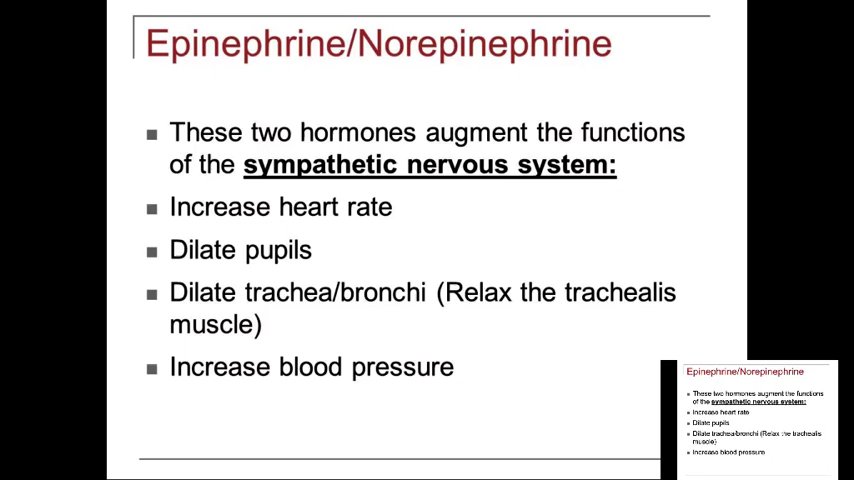 Epinephrine/Norepinephrine
These two hormones augment the functions
of the sympathetic nervous system:
Increase heart rate
Dilate pupils
Dilate trachea/bronchi (Relax the trachealis
muscle)
Increase blood pressure
Epinephrine/Norepinephrine
These two hormones augment the functions
of the sympathetic nervous system:
Increase heart rate
Dilate pupils
Dilate trachea/bronchi (Relax the trachealis
muscle)
Increase blood pressure